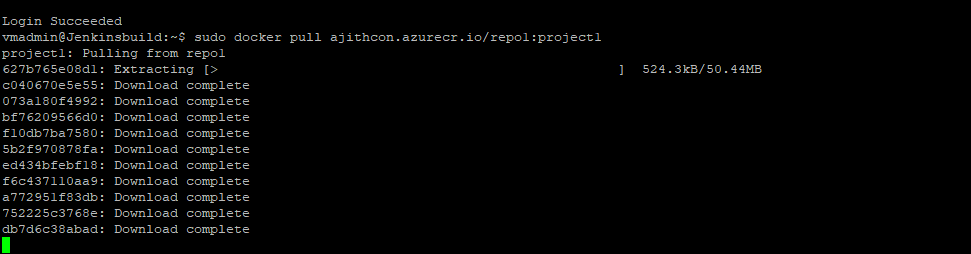 Login Succeeded
vmadmin@Jenkinsbuild:~$ sudo docker pull ajithcon.azurecr.io/repo1:project1
project1: Pulling from repo1
627b765e08d1: Extracting [>                                                  ]  524.3kB/50.44MB
c040670e5e55: Download complete
073a180f4992: Download complete
bf76209566d0: Download complete
f10db7ba7580: Download complete
5b2f970878fa: Download complete
ed434bfebf18: Download complete
f6c437110aa9: Download complete
a772951f83db: Download complete
752225c3768e: Download complete
db7d6c38abad: Download complete